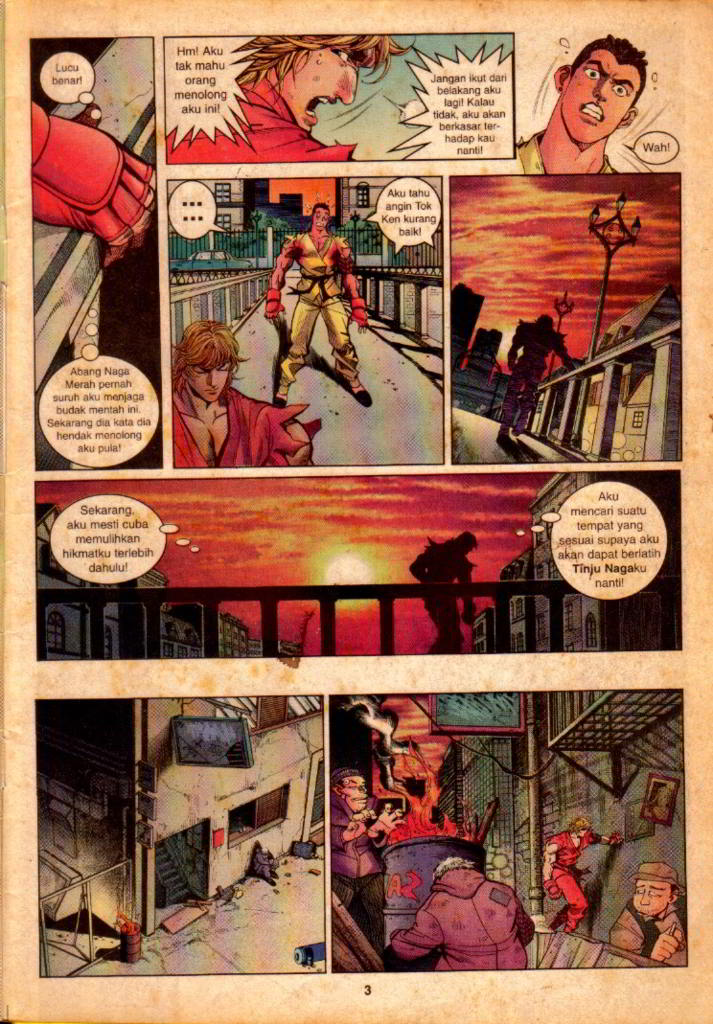 Lucu
benar!
Abang Naga
Merah pernah
suruh aku menjaga
budak mentah ini.
Sekarang dia kata dia
hendak menolong
aku pula!
Hm! Aku
tak mahu
orang
menolong
aku ini!
Jangan ikut dari
belakang aku
lagi! Kalau
tidak, aku akan
berkasar ter-
hadap kau
nanti!
Wah!
... ...
Aku tahu
angin Tok
Ken kurang
baik!
Sekarang,
aku mesti cuba
memulihkan
hikmatku terlebih
dahulu!
Aku
mencari suatu
tempat yang
sesuai supaya aku
akan dapat berlatih
Tinju Nagaku
nanti!
AZ
3